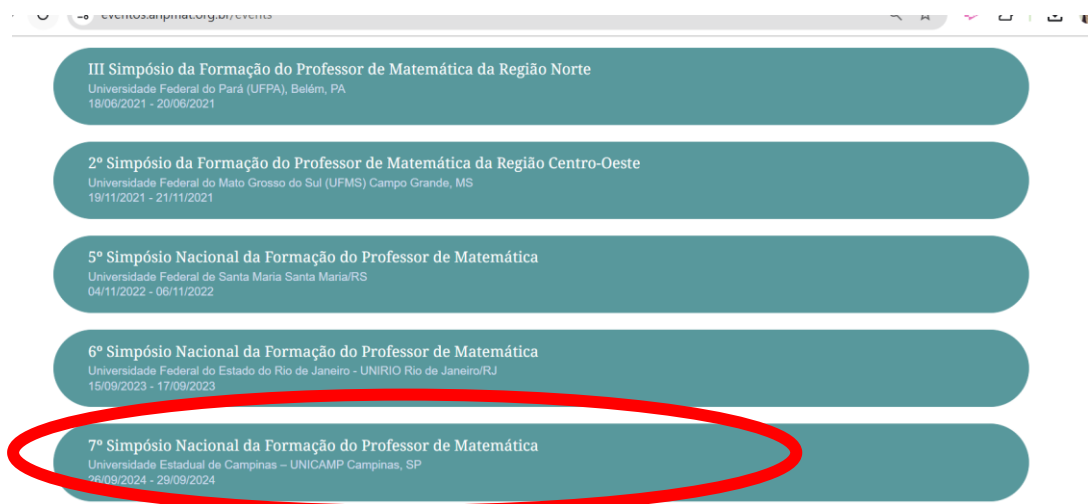 eventos.anpmat.org.br/events
III Simpósio da Formação do Professor de Matemática da Região Norte
Universidade Federal do Pará (UFPA), Belém, PA
18/06/2021 - 20/06/2021
2º Simpósio da Formação do Professor de Matemática da Região Centro-Oeste
Universidade Federal do Mato Grosso do Sul (UFMS) Campo Grande, MS
19/11/2021 - 21/11/2021
5º Simpósio Nacional da Formação do Professor de Matemática
Universidade Federal de Santa Maria Santa Maria/RS
04/11/2022 - 06/11/2022
6º Simpósio Nacional da Formação do Professor de Matemática
Universidade Federal do Estado do Rio de Janeiro - UNIRIO Rio de Janeiro/RJ
15/09/2023 - 17/09/2023
7º Simpósio Nacional da Formação do Professor de Matemática
Universidade Estadual de Campinas – UNICAMP Campinas, SP
26/09/2024 - 29/09/2024